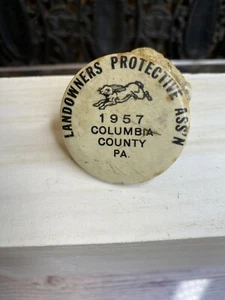 LANDOWNERS PROTECTIVE ASS'N
1957
COLUMBIA
COUNTY
PA.